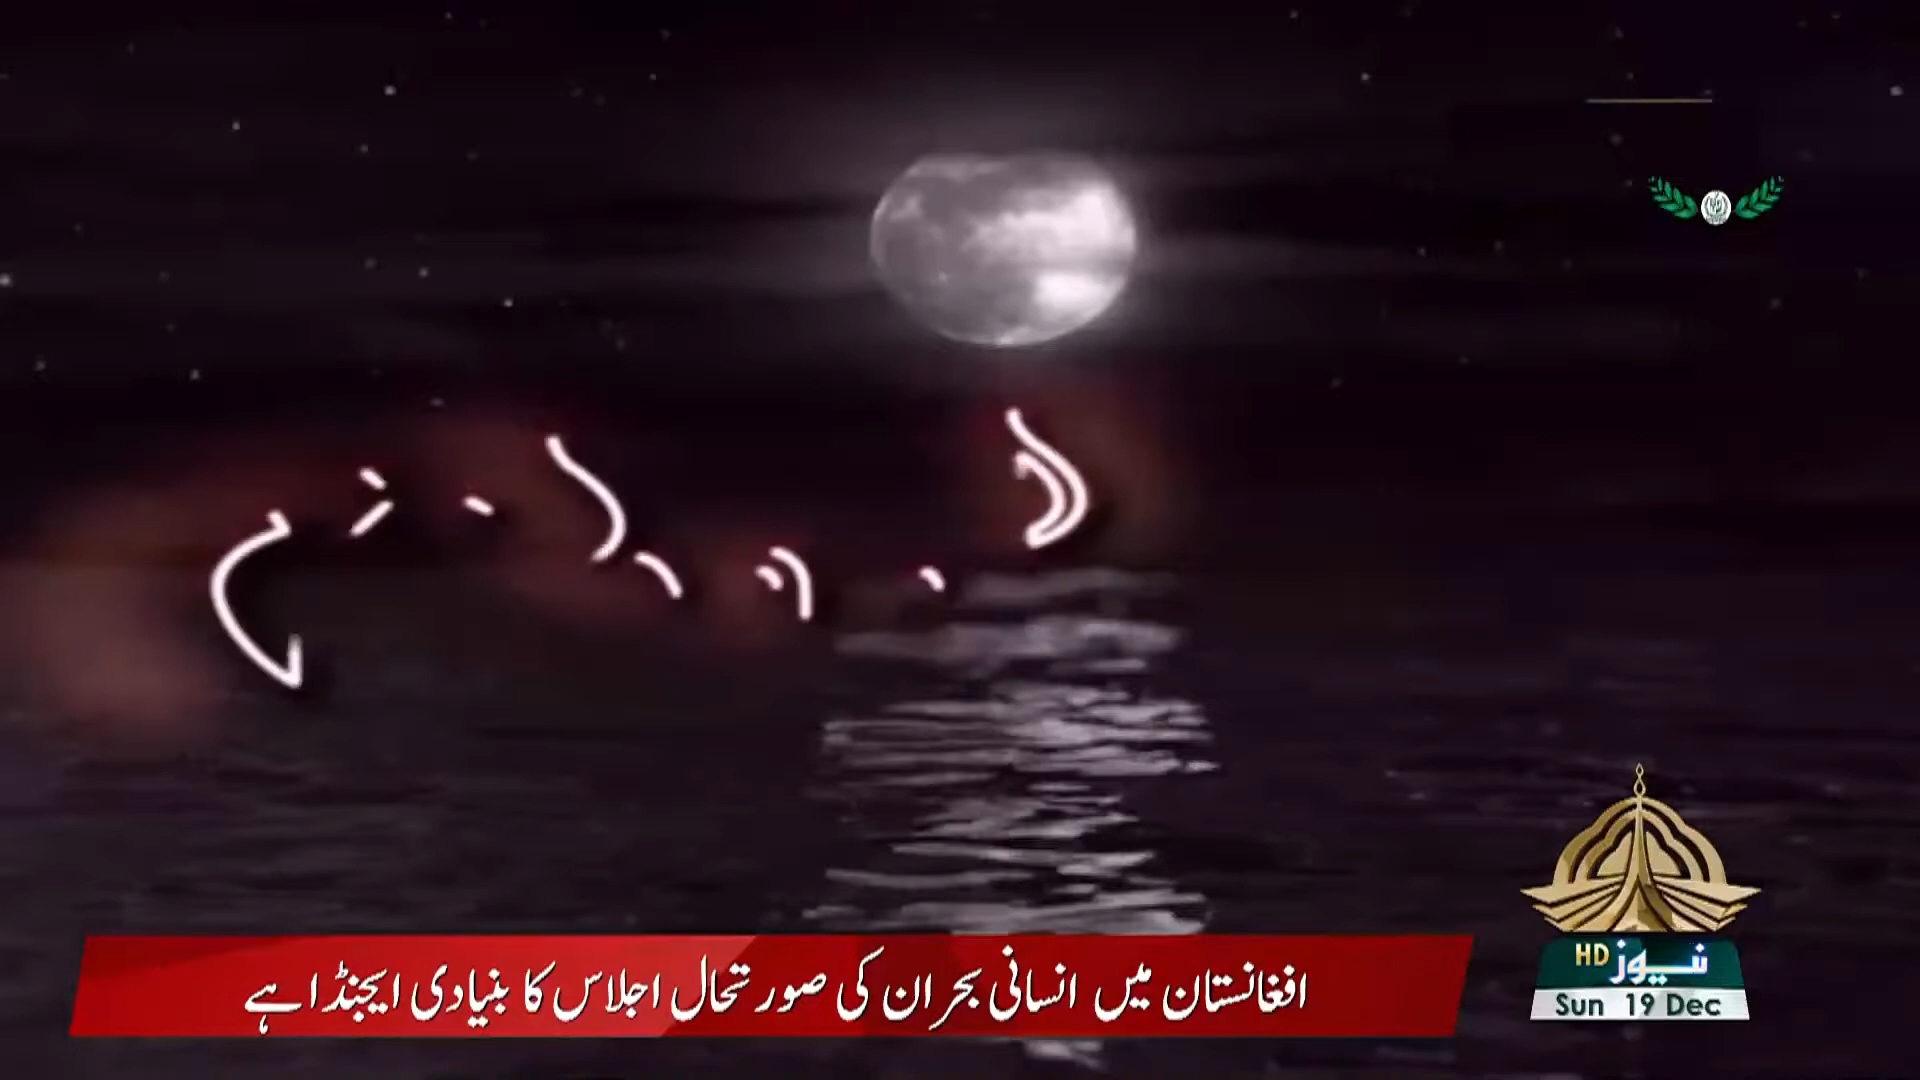 افغانستان میں انسانی بحران کی صورتحال اجلاس کا بنیادی ایجنڈا ہے
HD نیوز
Sun 19 Dec